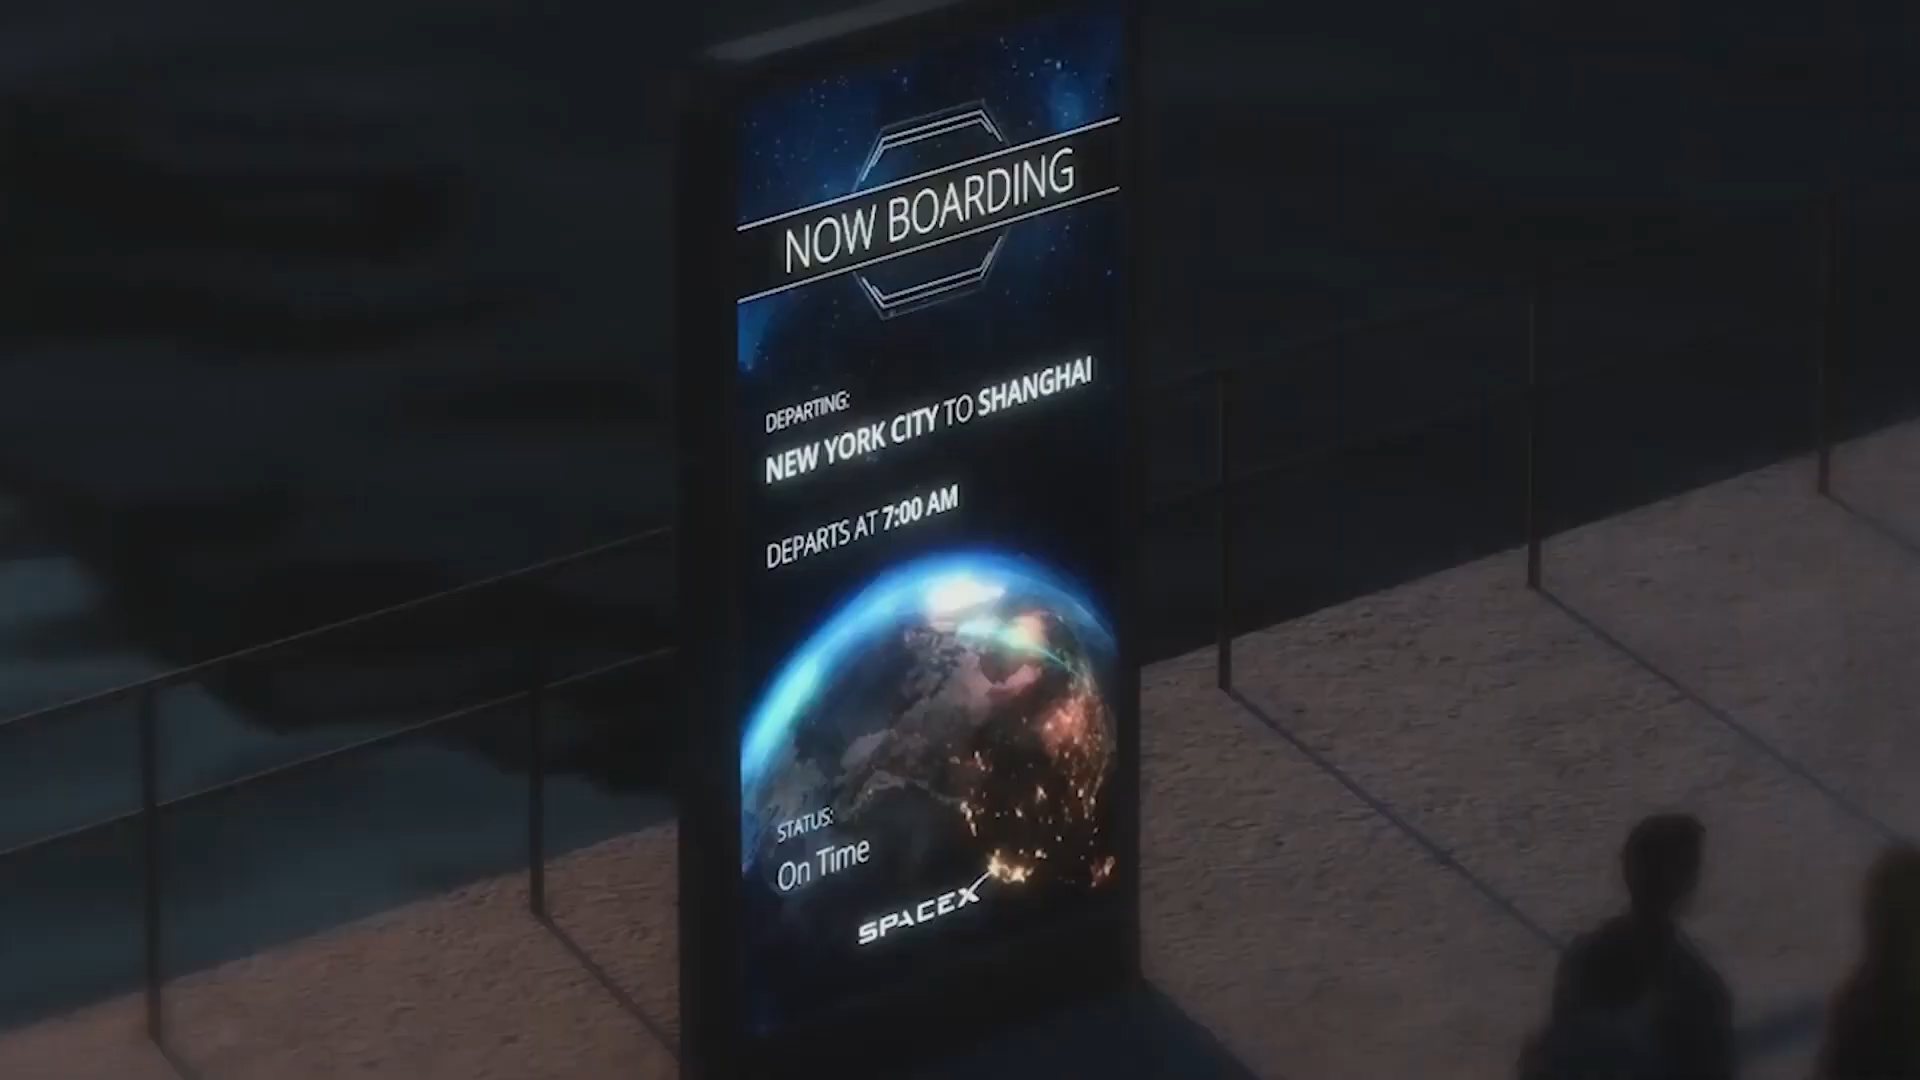 NOW BOARDING
DEPARTING:
NEW YORK CITY TO SHANGHAI
DEPARTS AT 7:00 AM
STATUS:
On Time
SPACEX